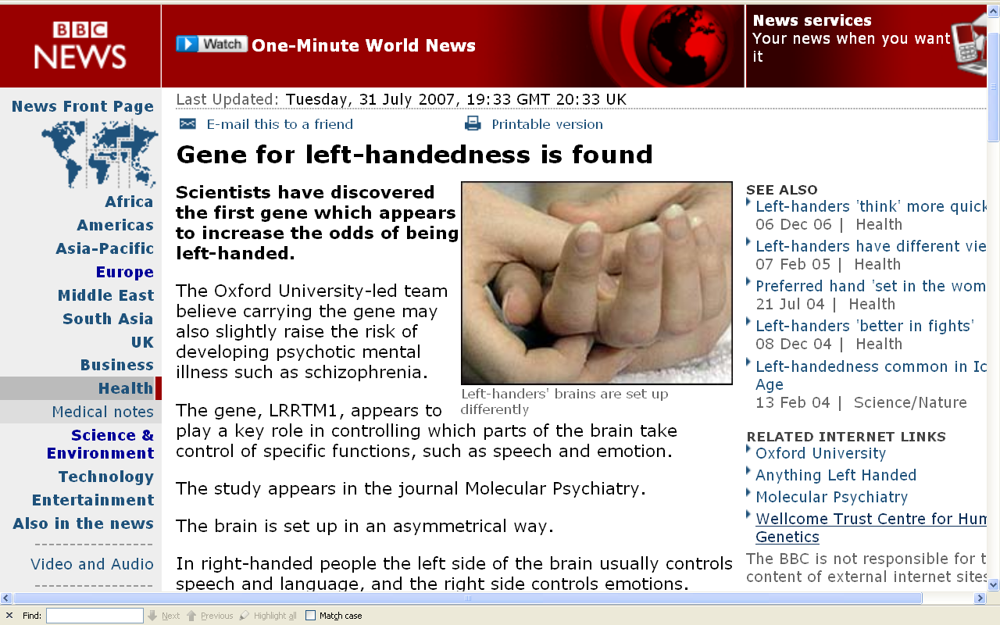 BBC
NEWS
Watch One-Minute World News
News services
Your news when you want
it
News Front Page
Africa
Americas
Asia-Pacific
Europe
Middle East
South Asia
UK
Business
Health
Medical notes
Science &
Environment
Technology
Entertainment
Also in the news
Video and Audio
Last Updated: Tuesday, 31 July 2007, 19:33 GMT 20:33 UK
E-mail this to a friend
Printable version
Gene for left-handedness is found
Scientists have discovered
the first gene which appears
to increase the odds of being
left-handed.
The Oxford University-led team
believe carrying the gene may
also slightly raise the risk of
developing psychotic mental
illness such as schizophrenia.
Left-handers' brains are set up
differently
The gene, LRRTM1, appears to
play a key role in controlling which parts of the brain take
control of specific functions, such as speech and emotion.
The study appears in the journal Molecular Psychiatry.
The brain is set up in an asymmetrical way.
In right-handed people the left side of the brain usually controls
speech and language, and the right side controls emotions.
SEE ALSO
Left-handers 'think' more quick
06 Dec 06 | Health
Left-handers have different vie
07 Feb 05 | Health
Preferred hand 'set in the wom
21 Jul 04 | Health
Left-handers 'better in fights'
08 Dec 04 | Health
Left-handedness common in Ic
Age
13 Feb 04 | Science/Nature
RELATED INTERNET LINKS
Oxford University
Anything Left Handed
Molecular Psychiatry
Wellcome Trust Centre for Hum
Genetics
The BBC is not responsible for t
content of external internet sites
Find:
Next
Previous
Highlight all
Match case